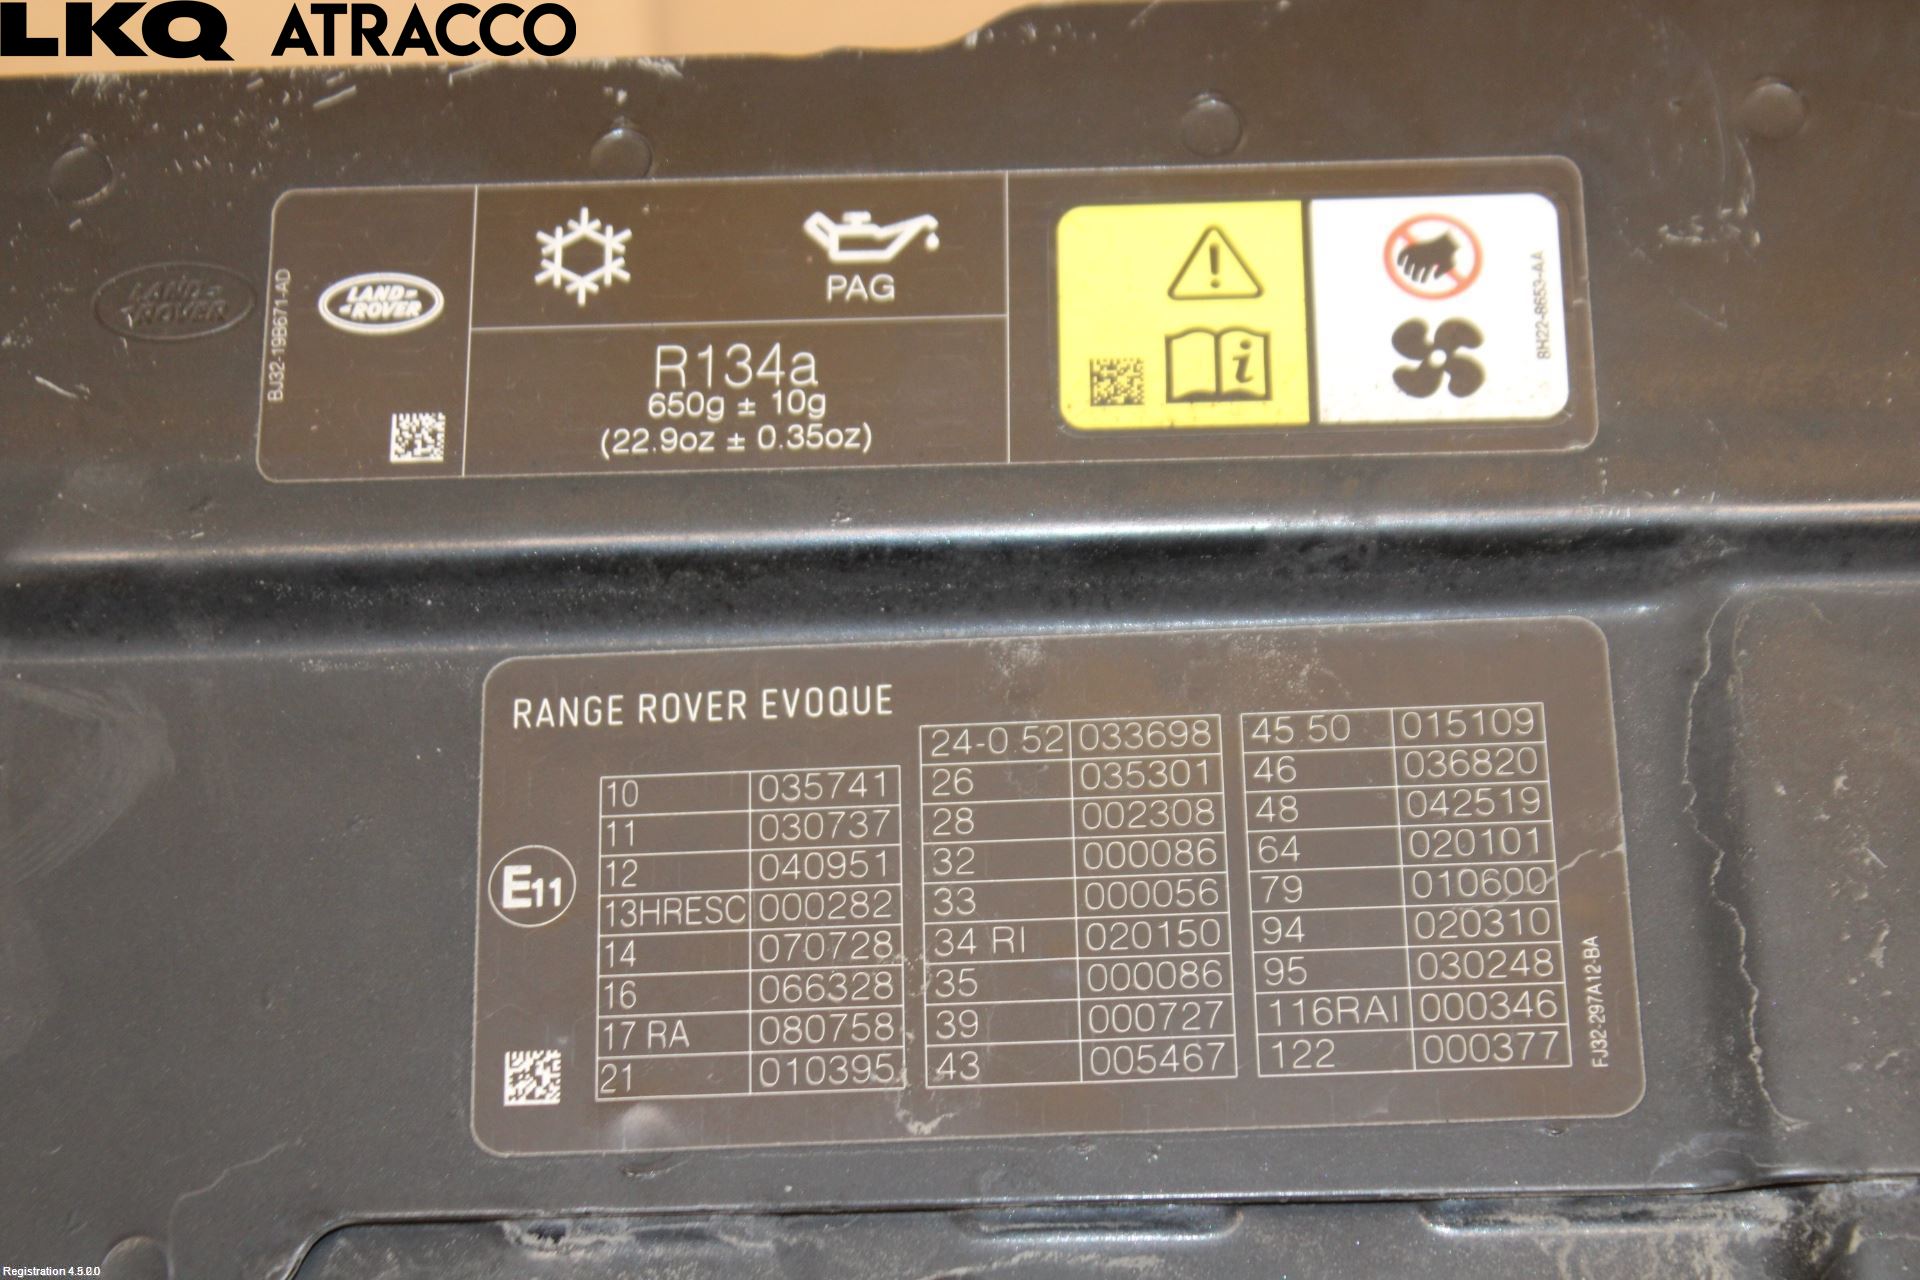 LKQ ATRACCO
LAND ROVER
BJ32-19B671-AD
LAND-
-ROVER
PAG
R134a
650g ± 10g
(22.9oz ± 0.35oz)
8H22-8653-AA
RANGE ROVER EVOQUE
E11
10 035741
11 030737
12 040951
13HRESC 000282
14 070728
16 066328
17 RA 080758
21 010395
24-0.52 033698
26 035301
28 002308
32 000086
33 000056
34 RI 020150
35 000086
39 000727
43 005467
45.50 015109
46 036820
48 042519
64 020101
79 010600
94 020310
95 030248
116RAI 000346
122 000377
FJ32-297A12-BA
Registration 4.5.0.0